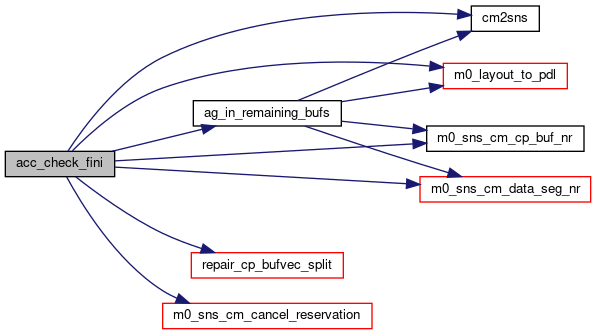 cm2sns
m0_layout_to_pdl
ag_in_remaining_bufs
m0_sns_cm_cp_buf_nr
acc_check_fini
m0_sns_cm_data_seg_nr
repair_cp_bufvec_split
m0_sns_cm_cancel_reservation